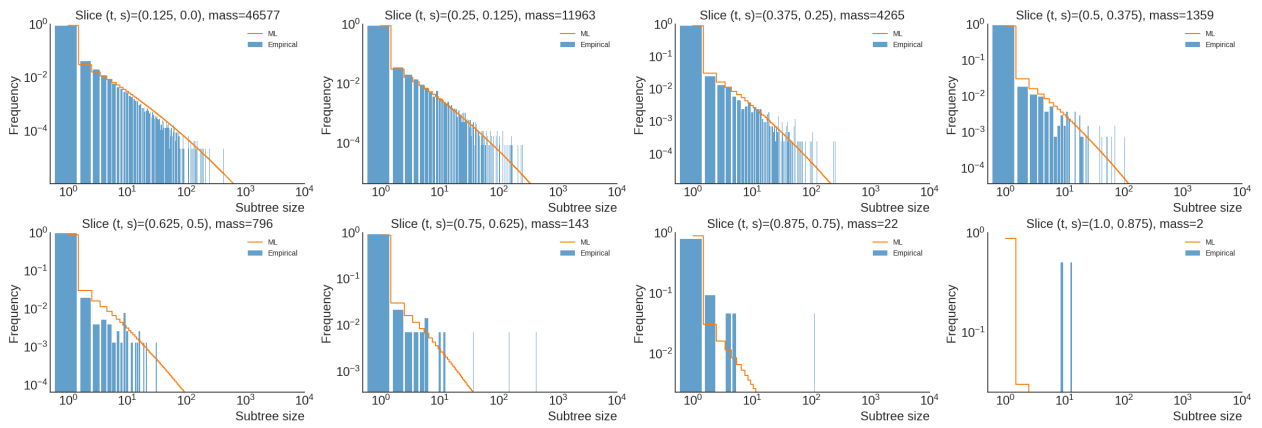 Slice (t, s)=(0.125, 0.0), mass=46577
Frequency
10^0
10^-2
10^-4
ML
Empirical
10^0 10^1 10^2 10^3 10^4
Subtree size
Slice (t, s)=(0.25, 0.125), mass=11963
Frequency
10^0
10^-2
10^-4
ML
Empirical
10^0 10^1 10^2 10^3 10^4
Subtree size
Slice (t, s)=(0.375, 0.25), mass=4265
Frequency
10^0
10^-1
10^-2
10^-3
10^-4
ML
Empirical
10^0 10^1 10^2 10^3 10^4
Subtree size
Slice (t, s)=(0.5, 0.375), mass=1359
Frequency
10^0
10^-1
10^-2
10^-3
10^-4
ML
Empirical
10^0 10^1 10^2 10^3 10^4
Subtree size
Slice (t, s)=(0.625, 0.5), mass=796
Frequency
10^0
10^-1
10^-2
10^-3
10^-4
ML
Empirical
10^0 10^1 10^2 10^3 10^4
Subtree size
Slice (t, s)=(0.75, 0.625), mass=143
Frequency
10^0
10^-1
10^-2
10^-3
ML
Empirical
10^0 10^1 10^2 10^3 10^4
Subtree size
Slice (t, s)=(0.875, 0.75), mass=22
Frequency
10^0
10^-1
10^-2
ML
Empirical
10^0 10^1 10^2 10^3 10^4
Subtree size
Slice (t, s)=(1.0, 0.875), mass=2
Frequency
10^0
10^-1
ML
Empirical
10^0 10^1 10^2 10^3 10^4
Subtree size